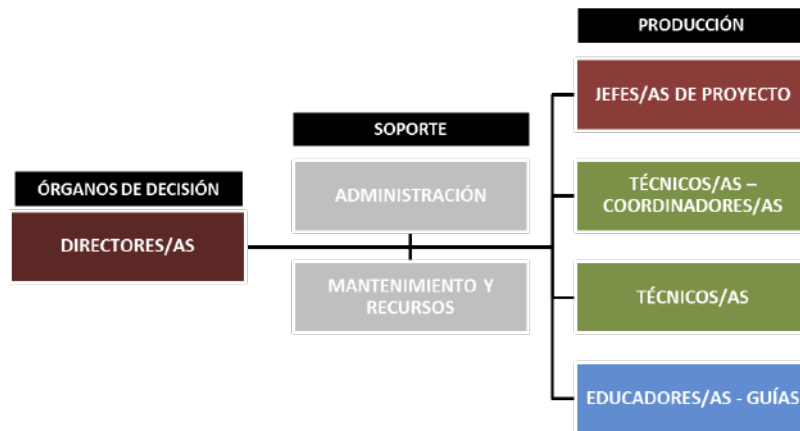 ÓRGANOS DE DECISIÓN
DIRECTORES/AS
SOPORTE
ADMINISTRACIÓN
MANTENIMIENTO Y
RECURSOS
PRODUCCIÓN
JEFES/AS DE PROYECTO
TÉCNICOS/AS –
COORDINADORES/AS
TÉCNICOS/AS
EDUCADORES/AS - GUÍAS